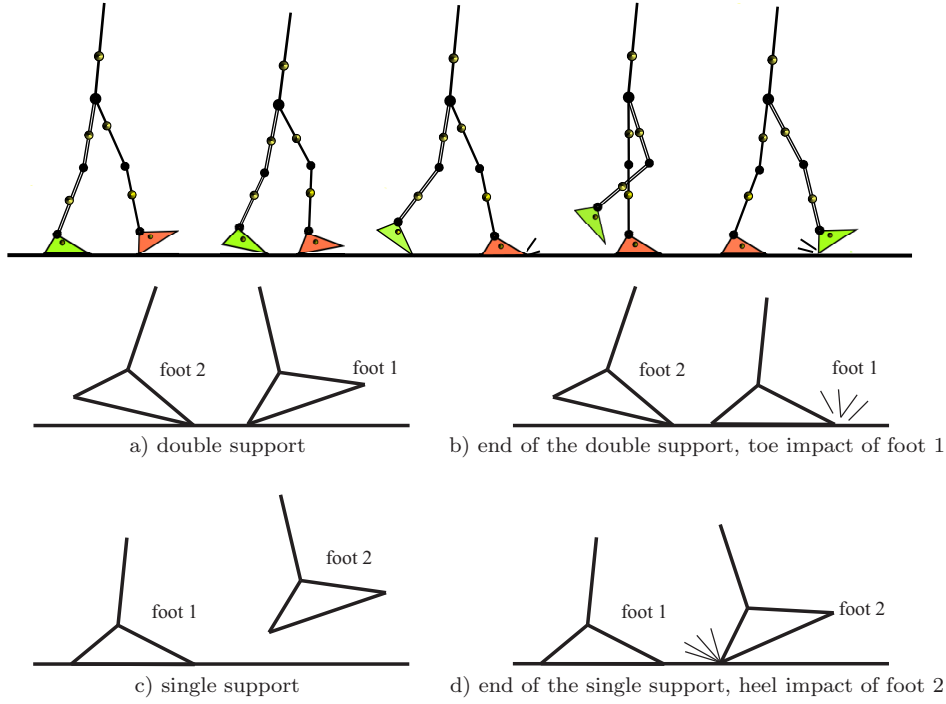 foot 2
foot 1
foot 2
foot 1
a) double support
b) end of the double support, toe impact of foot 1
foot 1
foot 2
foot 1
foot 2
c) single support
d) end of the single support, heel impact of foot 2